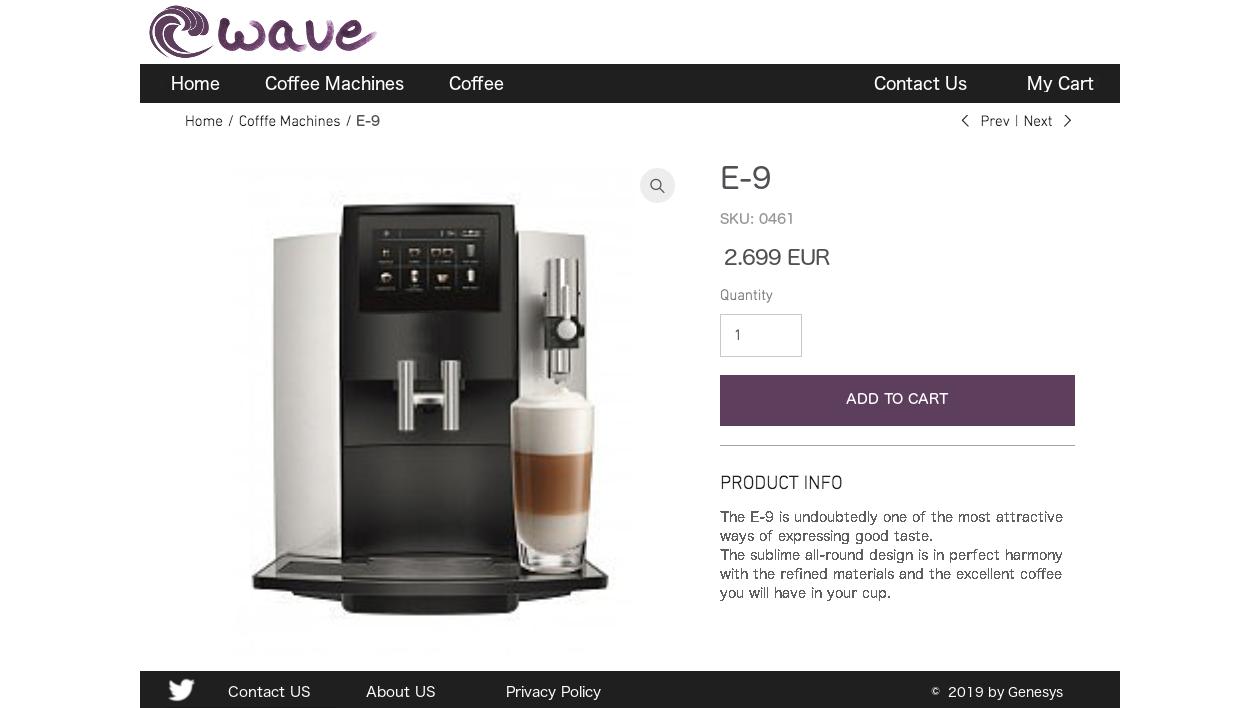 wave
Home Coffee Machines Coffee Contact Us My Cart
Home / Cofffe Machines / E-9 Prev | Next
E-9
SKU: 0461
2.699 EUR
Quantity
1
ADD TO CART
PRODUCT INFO
The E-9 is undoubtedly one of the most attractive
ways of expressing good taste.
The sublime all-round design is in perfect harmony
with the refined materials and the excellent coffee
you will have in your cup.
Contact US About US Privacy Policy © 2019 by Genesys